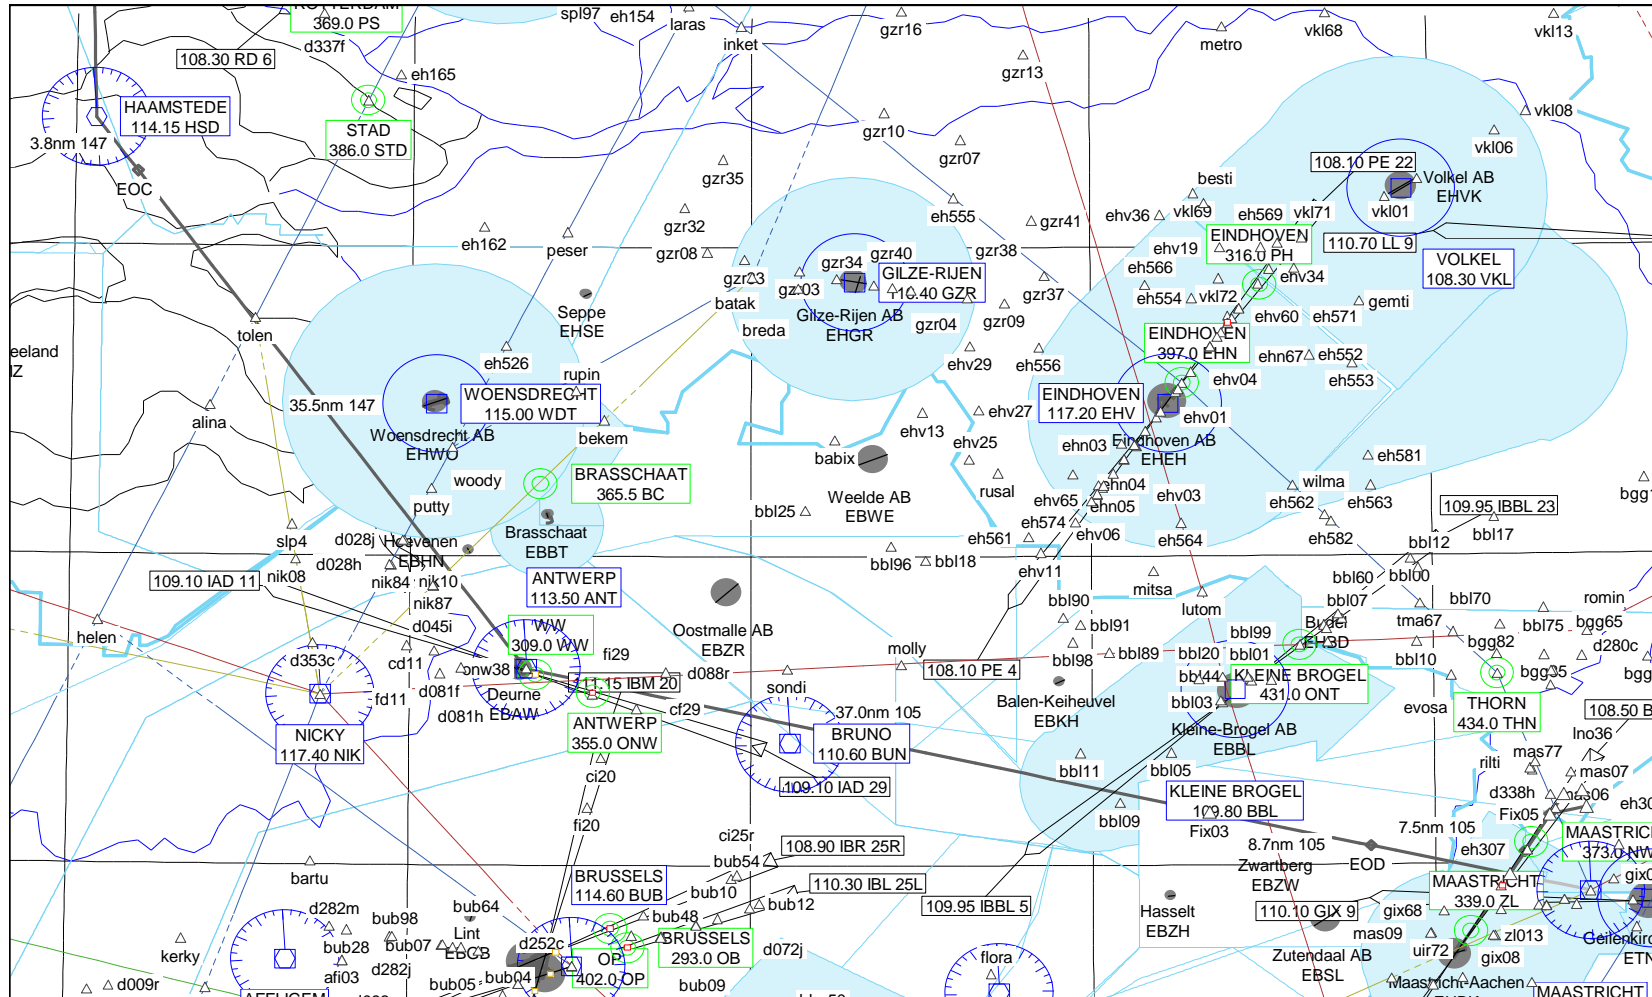 ROTTERDAM
369.0 PS
spl97
eh154
laras
gzr16
inket
metro
vkl68
vkl13
d337f
108.30 RD 6
eh165
gzr13
HAAMSTEDE
114.15 HSD
STAD
386.0 STD
3.8nm 147
EOC
gzr10
gzr07
gzr35
gzr32
gzr08
vkl08
vkl06
108.10 PE 22
Volkel AB
EHVK
vkl01
besti
vkl69
ehv36
eh569
vkl71
eh555
gzr41
gzr38
eh162
peser
ehv19
EINDHOVEN
316.0 PH
110.70 LL 9
VOLKEL
108.30 VKL
gzr34
gzr40
GILZE-RIJEN
110.40 GZR
batak
breda
Gilze-Rijen AB
EHGR
gzr04
gzr09
gzr37
eh566
eh554
vkl72
ehv34
gemti
ehv60
eh571
Seppe
EHSE
tolen
eeland
IZ
eh526
rupin
ehv29
eh556
EINDHOVEN
397.0 EHN
ehn67
eh552
eh553
35.5nm 147
WOENSDRECHT
115.00 WDT
Woensdrecht AB
EHWO
bekem
alina
EINDHOVEN
117.20 EHV
ehv04
ehv01
ehv27
ehv13
ehv25
ehn03
Eindhoven AB
EHEH
babix
Weelde AB
EBWE
rusal
eh581
BRASSCHAAT
365.5 BC
woody
putty
bbl25
ehv65
ehn04
ehn05
ehv03
wilma
eh562
eh563
109.95 IBBL 23
bbl17
Brasschaat
EBBT
slp4
d028j
d028h
Hoevenen
EBHN
eh574
eh561
ehv06
eh564
eh582
bbl12
bbl00
nik08
nik84
nik10
nik87
109.10 IAD 11
ANTWERP
113.50 ANT
bbl96
bbl18
ehv11
mitsa
lutom
bbl60
bbl07
bbl70
romin
helen
d045i
WW
309.0 WW
Oostmalle AB
EBZR
bbl90
bbl91
bbl98
bbl89
bbl99
bbl20
bbl01
Budel
EHBD
tma67
bbl10
bgg82
bbl75
bgg65
d280c
d353c
cd11
onw38
fi29
molly
108.10 PE 4
111.15 IBM 20
d088r
sondi
d081f
d081h
fd11
Deurne
EBAW
cf29
bbl44
bbl03
KLEINE BROGEL
431.0 ONT
Balen-Keiheuvel
EBKH
Kleine-Brogel AB
EBBL
evosa
THORN
434.0 THN
bgg35
NICKY
117.40 NIK
ANTWERP
355.0 ONW
37.0nm 105
BRUNO
110.60 BUN
lno36
mas77
rilti
mas07
mas06
ci20
109.10 IAD 29
bbl11
bbl05
KLEINE BROGEL
109.80 BBL
bbl09
Fix03
d338h
Fix05
fi20
7.5nm 105
ci25r
108.90 IBR 25R
8.7nm 105
EOD
eh307
Zwartberg
EBZW
bartu
bub54
bub10
BRUSSELS
114.60 BUB
110.30 IBL 25L
bub12
109.95 IBBL 5
MAASTRICHT
339.0 ZL
Hasselt
EBZH
110.10 GIX 9
gix68
d282m
bub98
bub64
Lint
EBCB
bub48
bub28
bub07
kerky
afi03
d282j
d252c
OP
402.0 OP
BRUSSELS
293.0 OB
d072j
flora
Zutendaal AB
EBSL
mas09
uir72
zl013
gix08
d009r
bub05
bub04
bub09
Maastricht-Aachen
MAASTRICHT